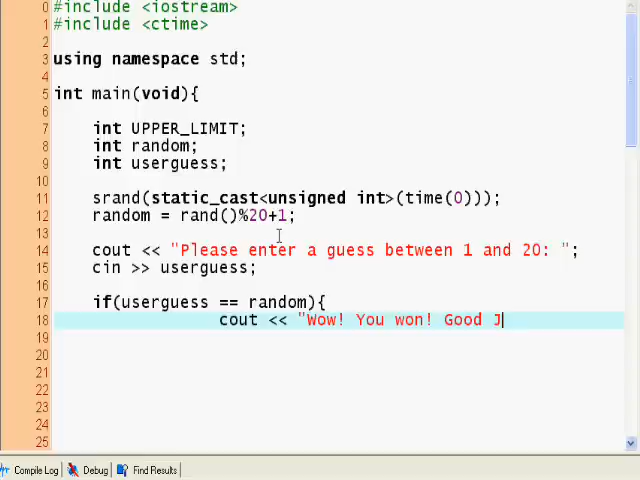 0 #include <iostream>
1 #include <ctime>
2
3 using namespace std;
4
5 int main(void){
6
7 int UPPER_LIMIT;
8 int random;
9 int userguess;
10
11 srand(static_cast<unsigned int>(time(0)));
12 random = rand()%20+1;
13
14 cout << "Please enter a guess between 1 and 20: ";
15 cin >> userguess;
16
17 if(userguess == random){
18 cout << "Wow! You won! Good J
19
20
21
22
23
24
25
Compile Log Debug Find Results